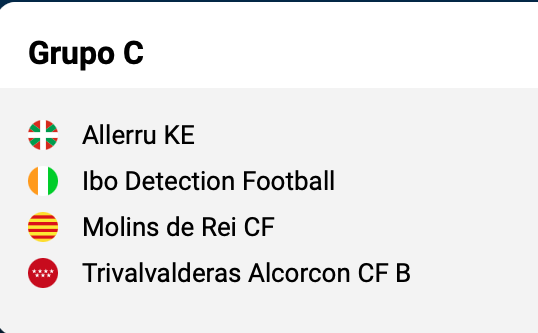 Grupo C
Allerru KE
Ibo Detection Football
Molins de Rei CF
Trivalvalderas Alcorcon CF B